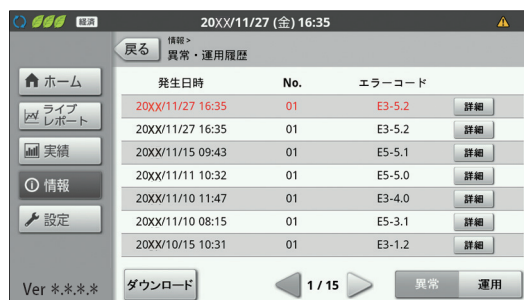 経済 20XX/11/27 (金) 16:35
戻る 情報>
異常・運用履歴
ホーム
ライブ
レポート
実績
情報
設定
Ver *.*.*.*
発生日時 No. エラーコード
20XX/11/27 16:35 01 E3-5.2 詳細
20XX/11/27 16:35 01 E3-5.2 詳細
20XX/11/15 09:43 01 E5-5.1 詳細
20XX/11/11 10:32 01 E5-5.0 詳細
20XX/11/10 11:47 01 E3-4.0 詳細
20XX/11/10 08:15 01 E5-3.1 詳細
20XX/10/15 10:31 01 E3-1.2 詳細
ダウンロード 1 / 15 異常 運用